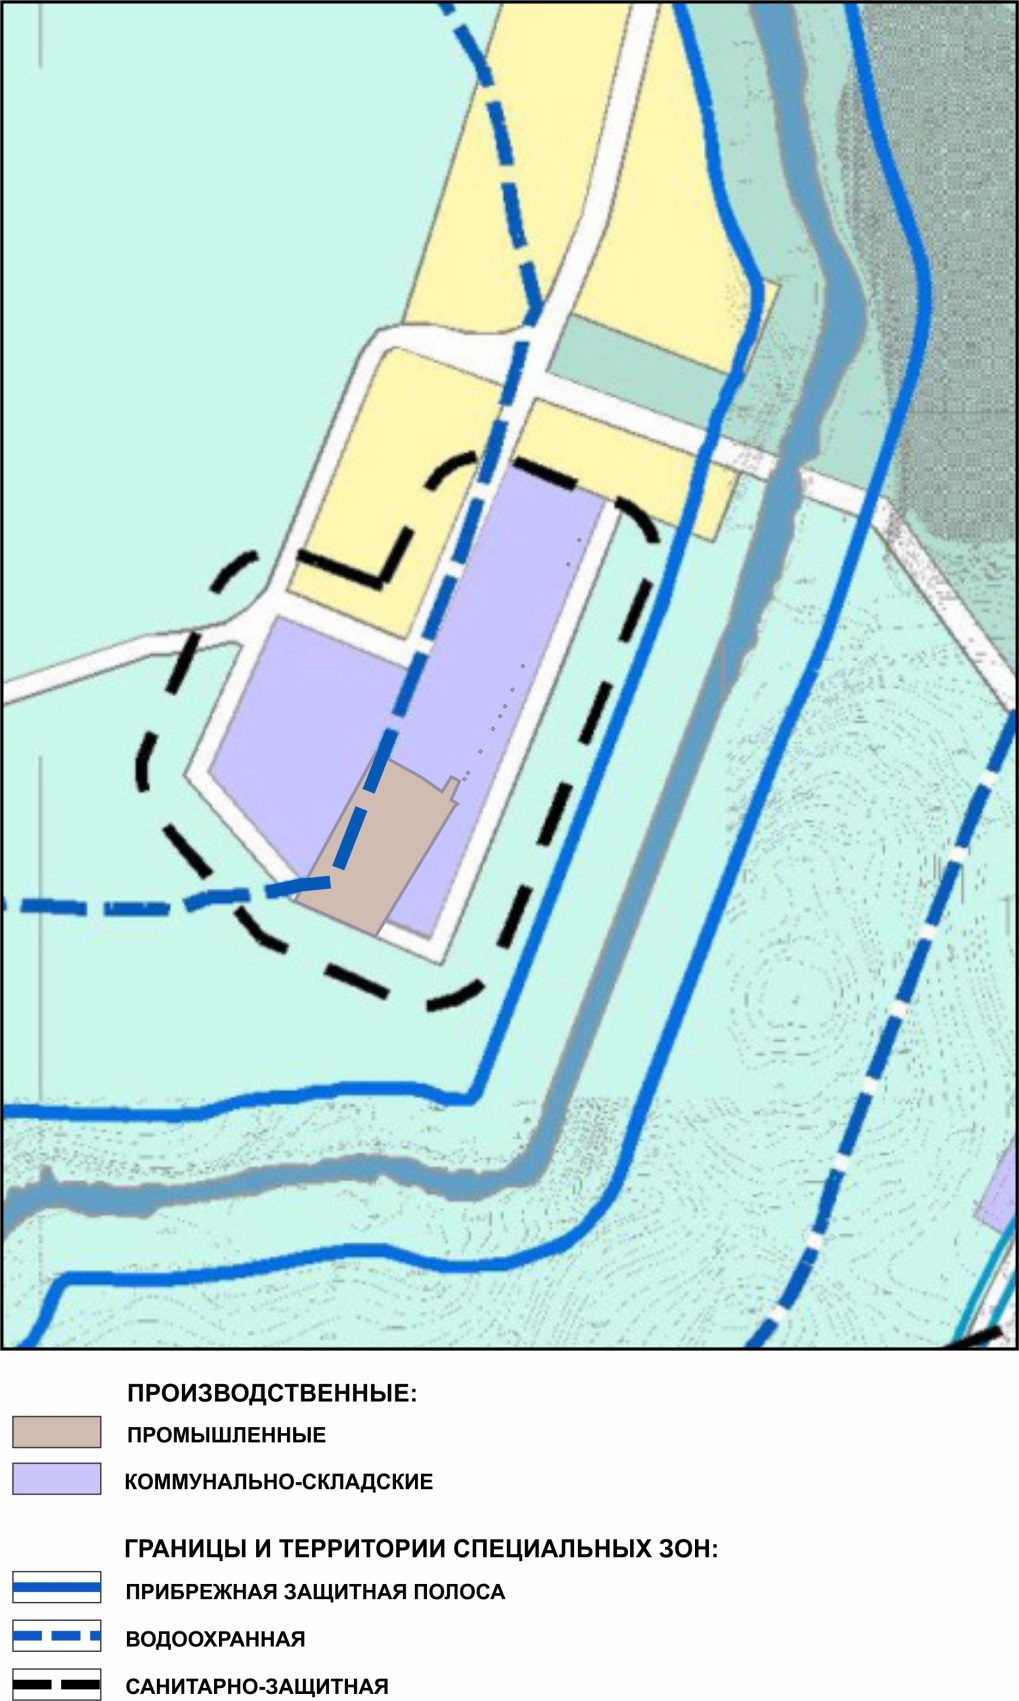 ПРОИЗВОДСТВЕННЫЕ:
ПРОМЫШЛЕННЫЕ
КОММУНАЛЬНО-СКЛАДСКИЕ
ГРАНИЦЫ И ТЕРРИТОРИИ СПЕЦИАЛЬНЫХ ЗОН:
ПРИБРЕЖНАЯ ЗАЩИТНАЯ ПОЛОСА
ВОДООХРАННАЯ
САНИТАРНО-ЗАЩИТНАЯ